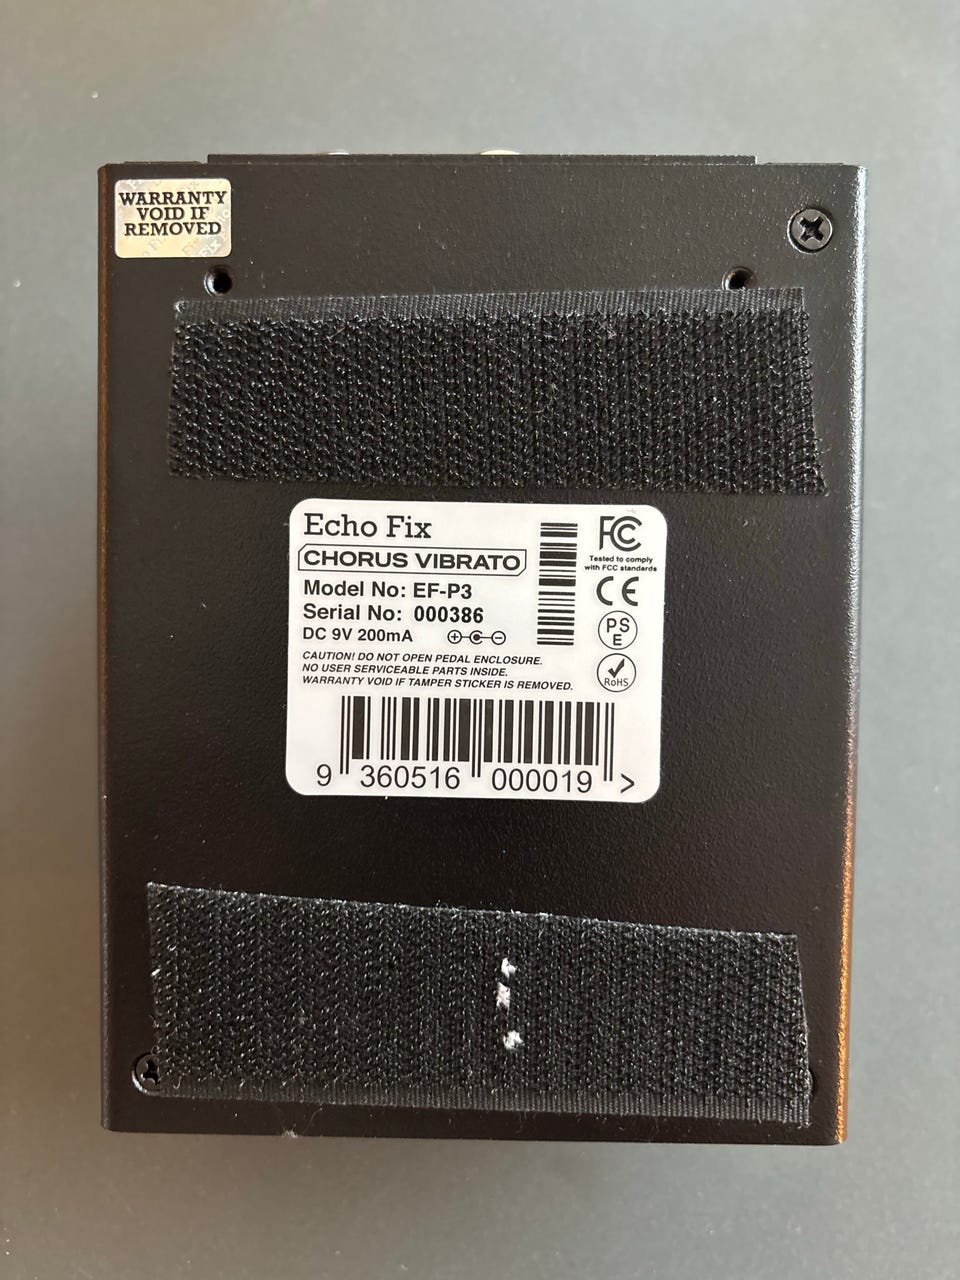 WARRANTY
VOID IF
REMOVED
Echo Fix
CHORUS VIBRATO
Model No: EF-P3
Serial No: 000386
DC 9V 200mA
CAUTION! DO NOT OPEN PEDAL ENCLOSURE.
NO USER SERVICEABLE PARTS INSIDE.
WARRANTY VOID IF TAMPER STICKER IS REMOVED.
FC
Tested to comply
with FCC standards
CE
PS
E
RoHS
9 360516 000019 >